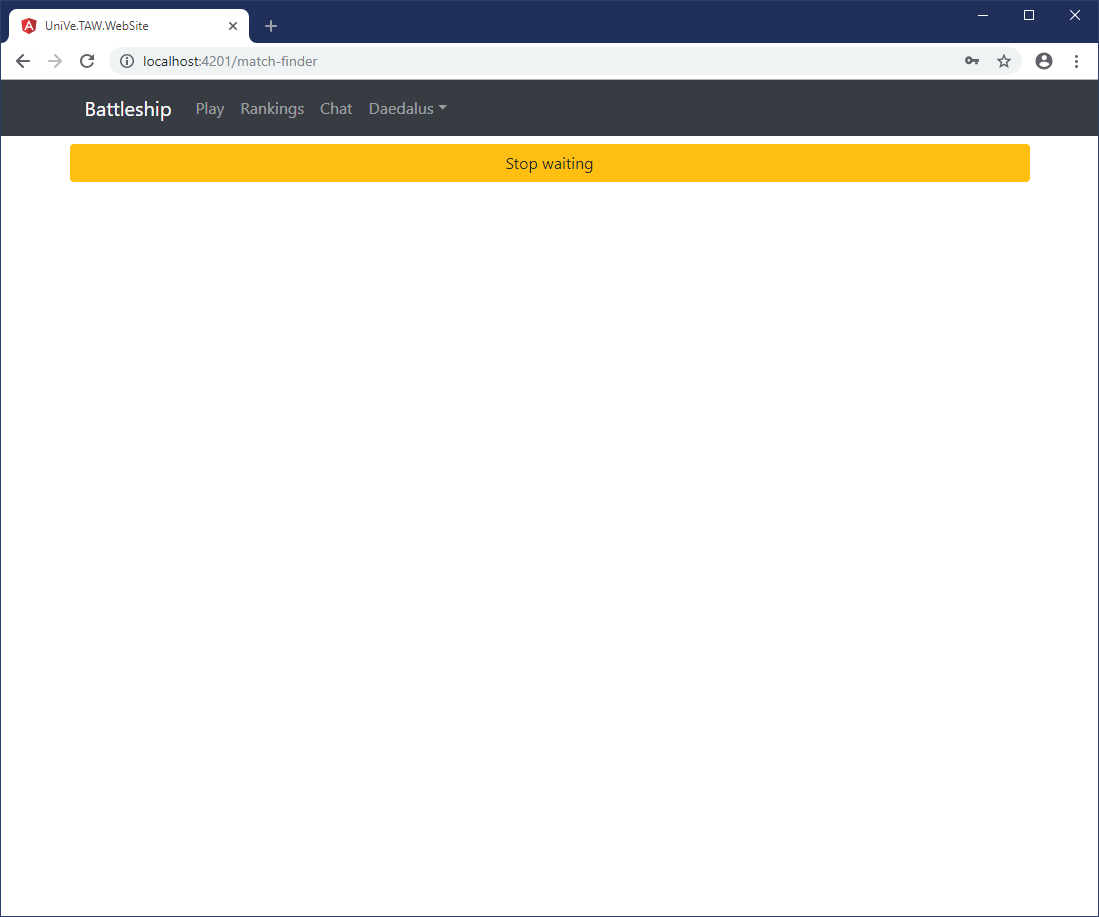 UniVe.TAW.WebSite
localhost:4201/match-finder
Battleship Play Rankings Chat Daedalus
Stop waiting